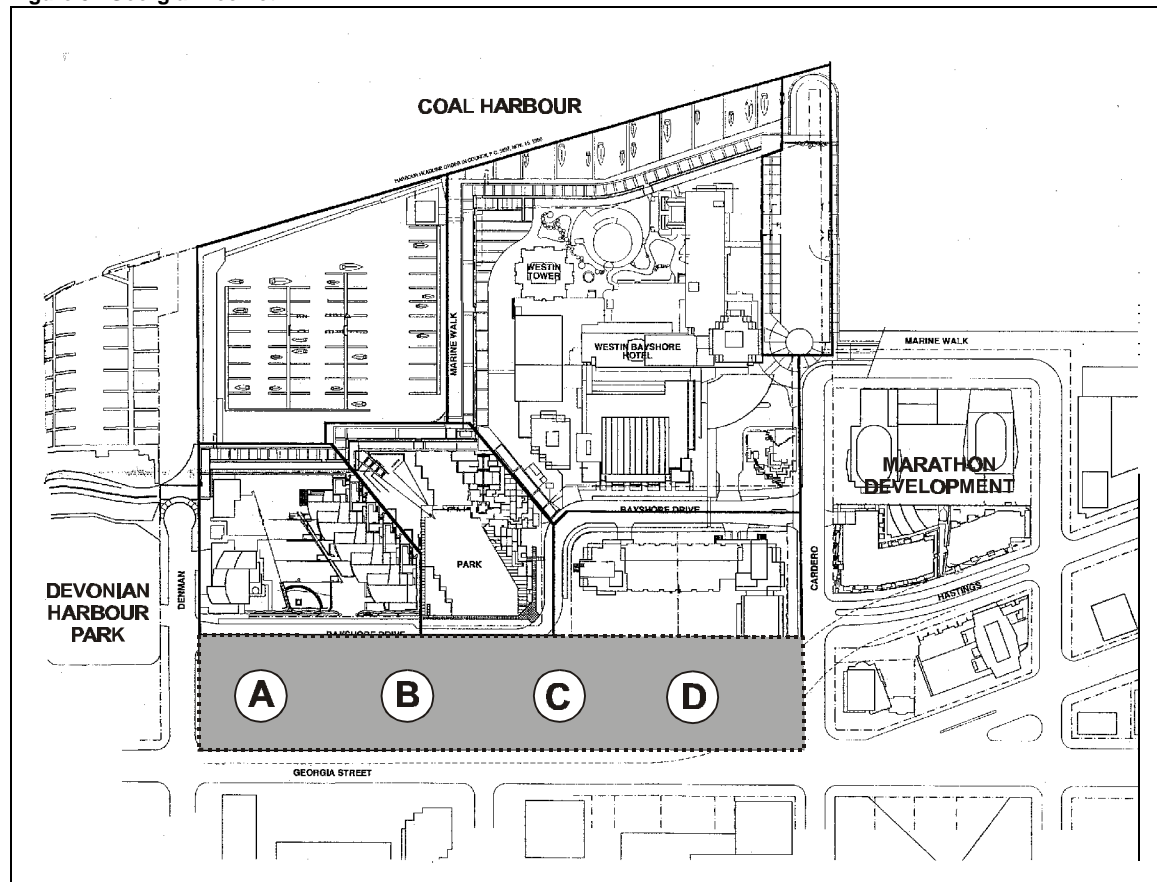 COAL HARBOUR
WESTIN
TOWER
MARINE WALK
WESTIN BAYSHORE
HOTEL
MARINE WALK
MARATHON
DEVELOPMENT
BAYSHORE DRIVE
PARK
CARDERO
HASTINGS
DENMAN
DEVONIAN
HARBOUR
PARK
BAYSHORE DRIVE
A
B
C
D
GEORGIA STREET